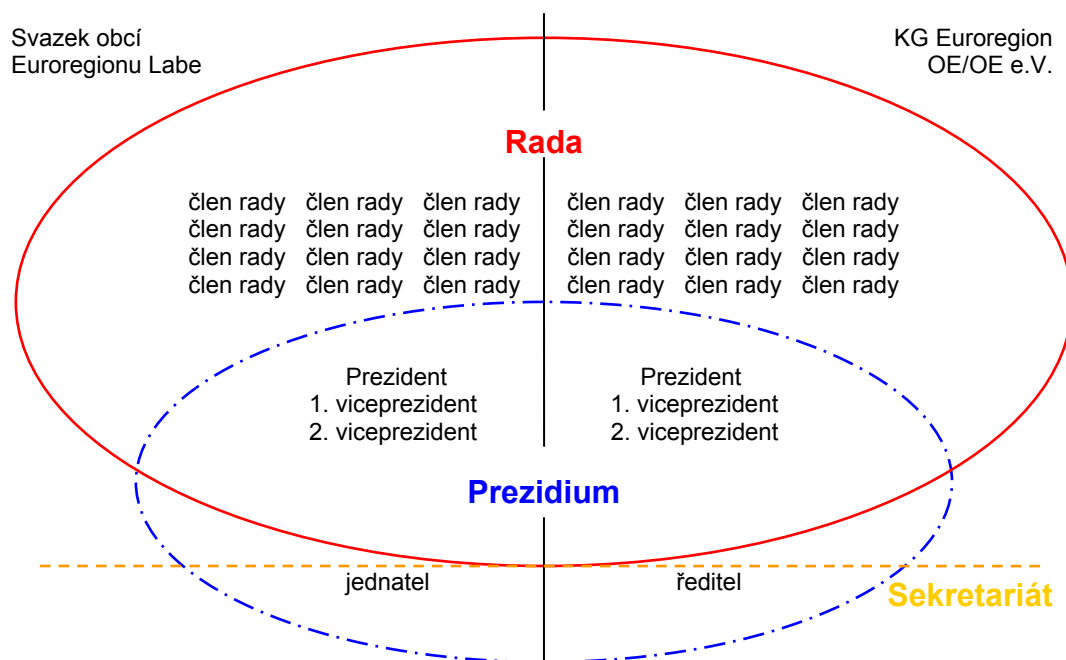 Svazek obcí
Euroregionu Labe
KG Euroregion
OE/OE e.V.
Rada
člen rady člen rady člen rady člen rady člen rady člen rady
člen rady člen rady člen rady člen rady člen rady člen rady
člen rady člen rady člen rady člen rady člen rady člen rady
člen rady člen rady člen rady člen rady člen rady člen rady
Prezident Prezident
1. viceprezident 1. viceprezident
2. viceprezident 2. viceprezident
Prezidium
jednatel ředitel
Sekretariát